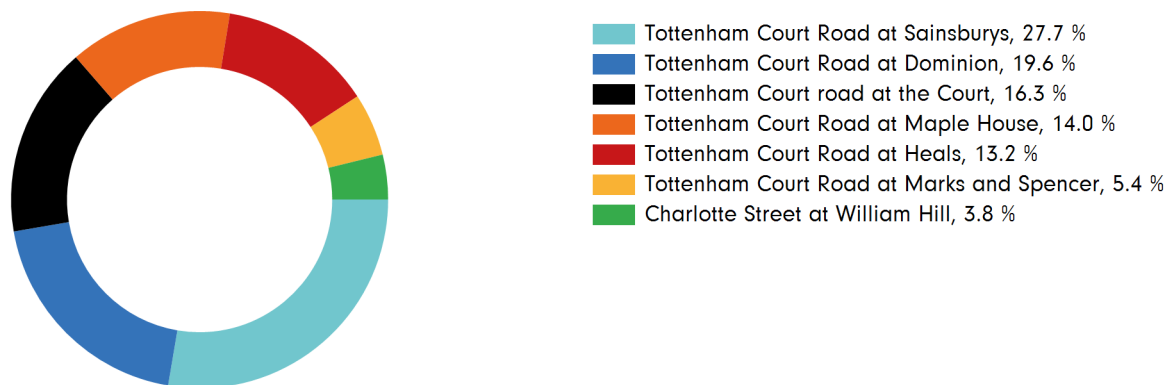 Tottenham Court Road at Sainsburys, 27.7 %
Tottenham Court Road at Dominion, 19.6 %
Tottenham Court road at the Court, 16.3 %
Tottenham Court Road at Maple House, 14.0 %
Tottenham Court Road at Heals, 13.2 %
Tottenham Court Road at Marks and Spencer, 5.4 %
Charlotte Street at William Hill, 3.8 %